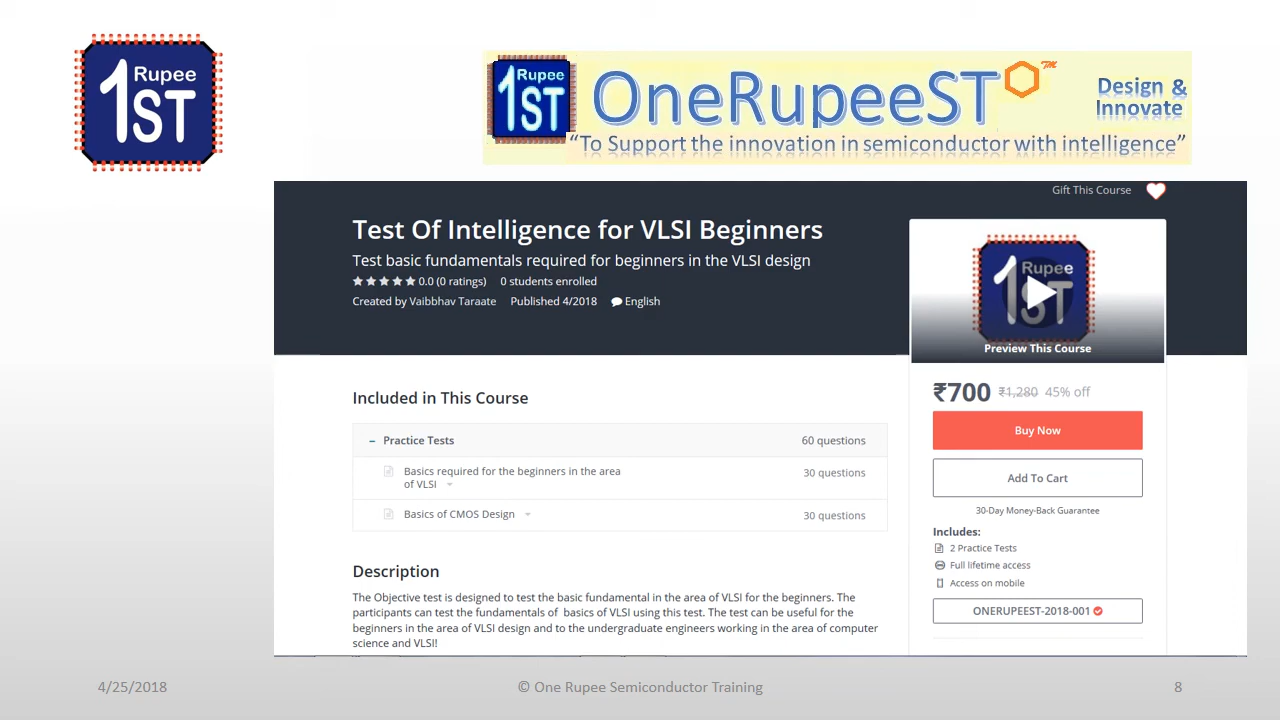 1 Rupee
ST
1 Rupee
ST
OneRupeeST ™
Design &
Innovate
“To Support the innovation in semiconductor with intelligence”
Gift This Course
Test Of Intelligence for VLSI Beginners
Test basic fundamentals required for beginners in the VLSI design
0.0 (0 ratings) 0 students enrolled
Created by Vaibbhav Taraate Published 4/2018 English
1 Rupee
ST
Preview This Course
₹700 ₹1,280 45% off
Buy Now
Add To Cart
30-Day Money-Back Guarantee
Includes:
2 Practice Tests
Full lifetime access
Access on mobile
ONERUPEEST-2018-001
Included in This Course
– Practice Tests 60 questions
Basics required for the beginners in the area
of VLSI 30 questions
Basics of CMOS Design 30 questions
Description
The Objective test is designed to test the basic fundamental in the area of VLSI for the beginners. The
participants can test the fundamentals of basics of VLSI using this test. The test can be useful for the
beginners in the area of VLSI design and to the undergraduate engineers working in the area of computer
science and VLSI!
4/25/2018
© One Rupee Semiconductor Training
8